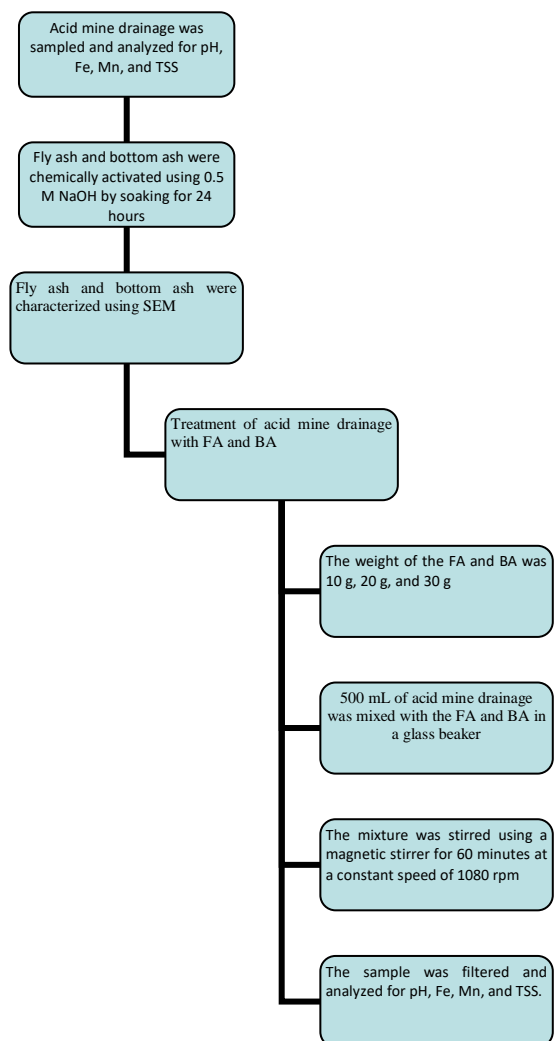 Acid mine drainage was
sampled and analyzed for pH,
Fe, Mn, and TSS
Fly ash and bottom ash were
chemically activated using 0.5
M NaOH by soaking for 24
hours
Fly ash and bottom ash were
characterized using SEM
Treatment of acid mine drainage
with FA and BA
The weight of the FA and BA was
10 g, 20 g, and 30 g
500 mL of acid mine drainage
was mixed with the FA and BA in
a glass beaker
The mixture was stirred using a
magnetic stirrer for 60 minutes at
a constant speed of 1080 rpm
The sample was filtered and
analyzed for pH, Fe, Mn, and TSS.